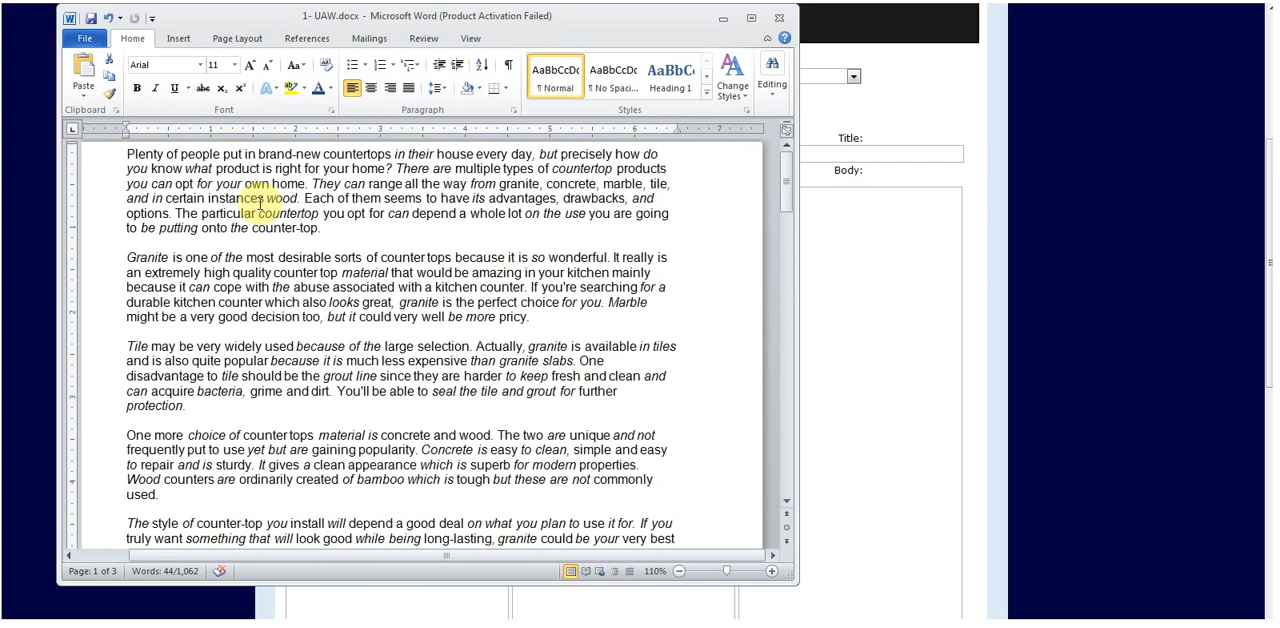 1- UAW.docx - Microsoft Word (Product Activation Failed)
File Home Insert Page Layout References Mailings Review View
Arial 11
Paste
AaBbCcDc AaBbCcDc AaBbC
¶ Normal ¶ No Spaci... Heading 1
Change Styles
Editing
Clipboard Font Paragraph Styles
1 2 3 4 5 6 7
Plenty of people put in brand-new countertops in their house every day, but precisely how do
you know what product is right for your home? There are multiple types of countertop products
you can opt for your own home. They can range all the way from granite, concrete, marble, tile,
and in certain instances wood. Each of them seems to have its advantages, drawbacks, and
options. The particular countertop you opt for can depend a whole lot on the use you are going
to be putting onto the counter-top.
Granite is one of the most desirable sorts of counter tops because it is so wonderful. It really is
an extremely high quality counter top material that would be amazing in your kitchen mainly
because it can cope with the abuse associated with a kitchen counter. If you're searching for a
durable kitchen counter which also looks great, granite is the perfect choice for you. Marble
might be a very good decision too, but it could very well be more pricy.
Tile may be very widely used because of the large selection. Actually, granite is available in tiles
and is also quite popular because it is much less expensive than granite slabs. One
disadvantage to tile should be the grout line since they are harder to keep fresh and clean and
can acquire bacteria, grime and dirt. You'll be able to seal the tile and grout for further
protection.
One more choice of counter tops material is concrete and wood. The two are unique and not
frequently put to use yet but are gaining popularity. Concrete is easy to clean, simple and easy
to repair and is sturdy. It gives a clean appearance which is superb for modern properties.
Wood counters are ordinarily created of bamboo which is tough but these are not commonly
used.
The style of counter-top you install will depend a good deal on what you plan to use it for. If you
truly want something that will look good while being long-lasting, granite could be your very best
Page: 1 of 3 Words: 44/1,062 110%
Title:
Body: